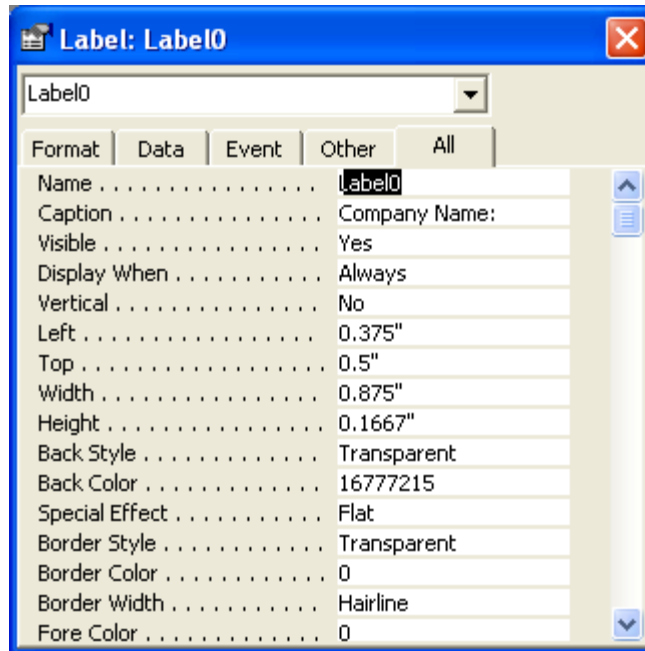 Label: Label0
Label0
Format Data Event Other All
Name . . . . . . . . . . . . . . . . Label0
Caption . . . . . . . . . . . . . . . Company Name:
Visible . . . . . . . . . . . . . . . . Yes
Display When . . . . . . . . . . . Always
Vertical . . . . . . . . . . . . . . . No
Left . . . . . . . . . . . . . . . . . . 0.375"
Top . . . . . . . . . . . . . . . . . . 0.5"
Width . . . . . . . . . . . . . . . . 0.875"
Height . . . . . . . . . . . . . . . . 0.1667"
Back Style . . . . . . . . . . . . . Transparent
Back Color . . . . . . . . . . . . . 16777215
Special Effect . . . . . . . . . . . Flat
Border Style . . . . . . . . . . . . Transparent
Border Color . . . . . . . . . . . . 0
Border Width . . . . . . . . . . . Hairline
Fore Color . . . . . . . . . . . . . 0